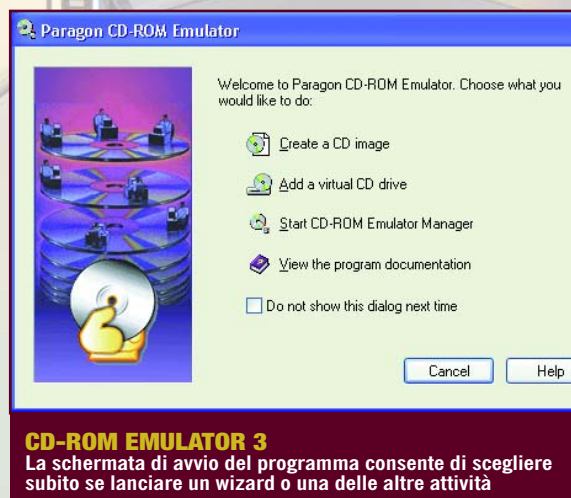 Paragon CD-ROM Emulator
Welcome to Paragon CD-ROM Emulator. Choose what you
would like to do:
Create a CD image
Add a virtual CD drive
Start CD-ROM Emulator Manager
View the program documentation
Do not show this dialog next time
Cancel
Help
CD-ROM EMULATOR 3
La schermata di avvio del programma consente di scegliere
subito se lanciare un wizard o una delle altre attività